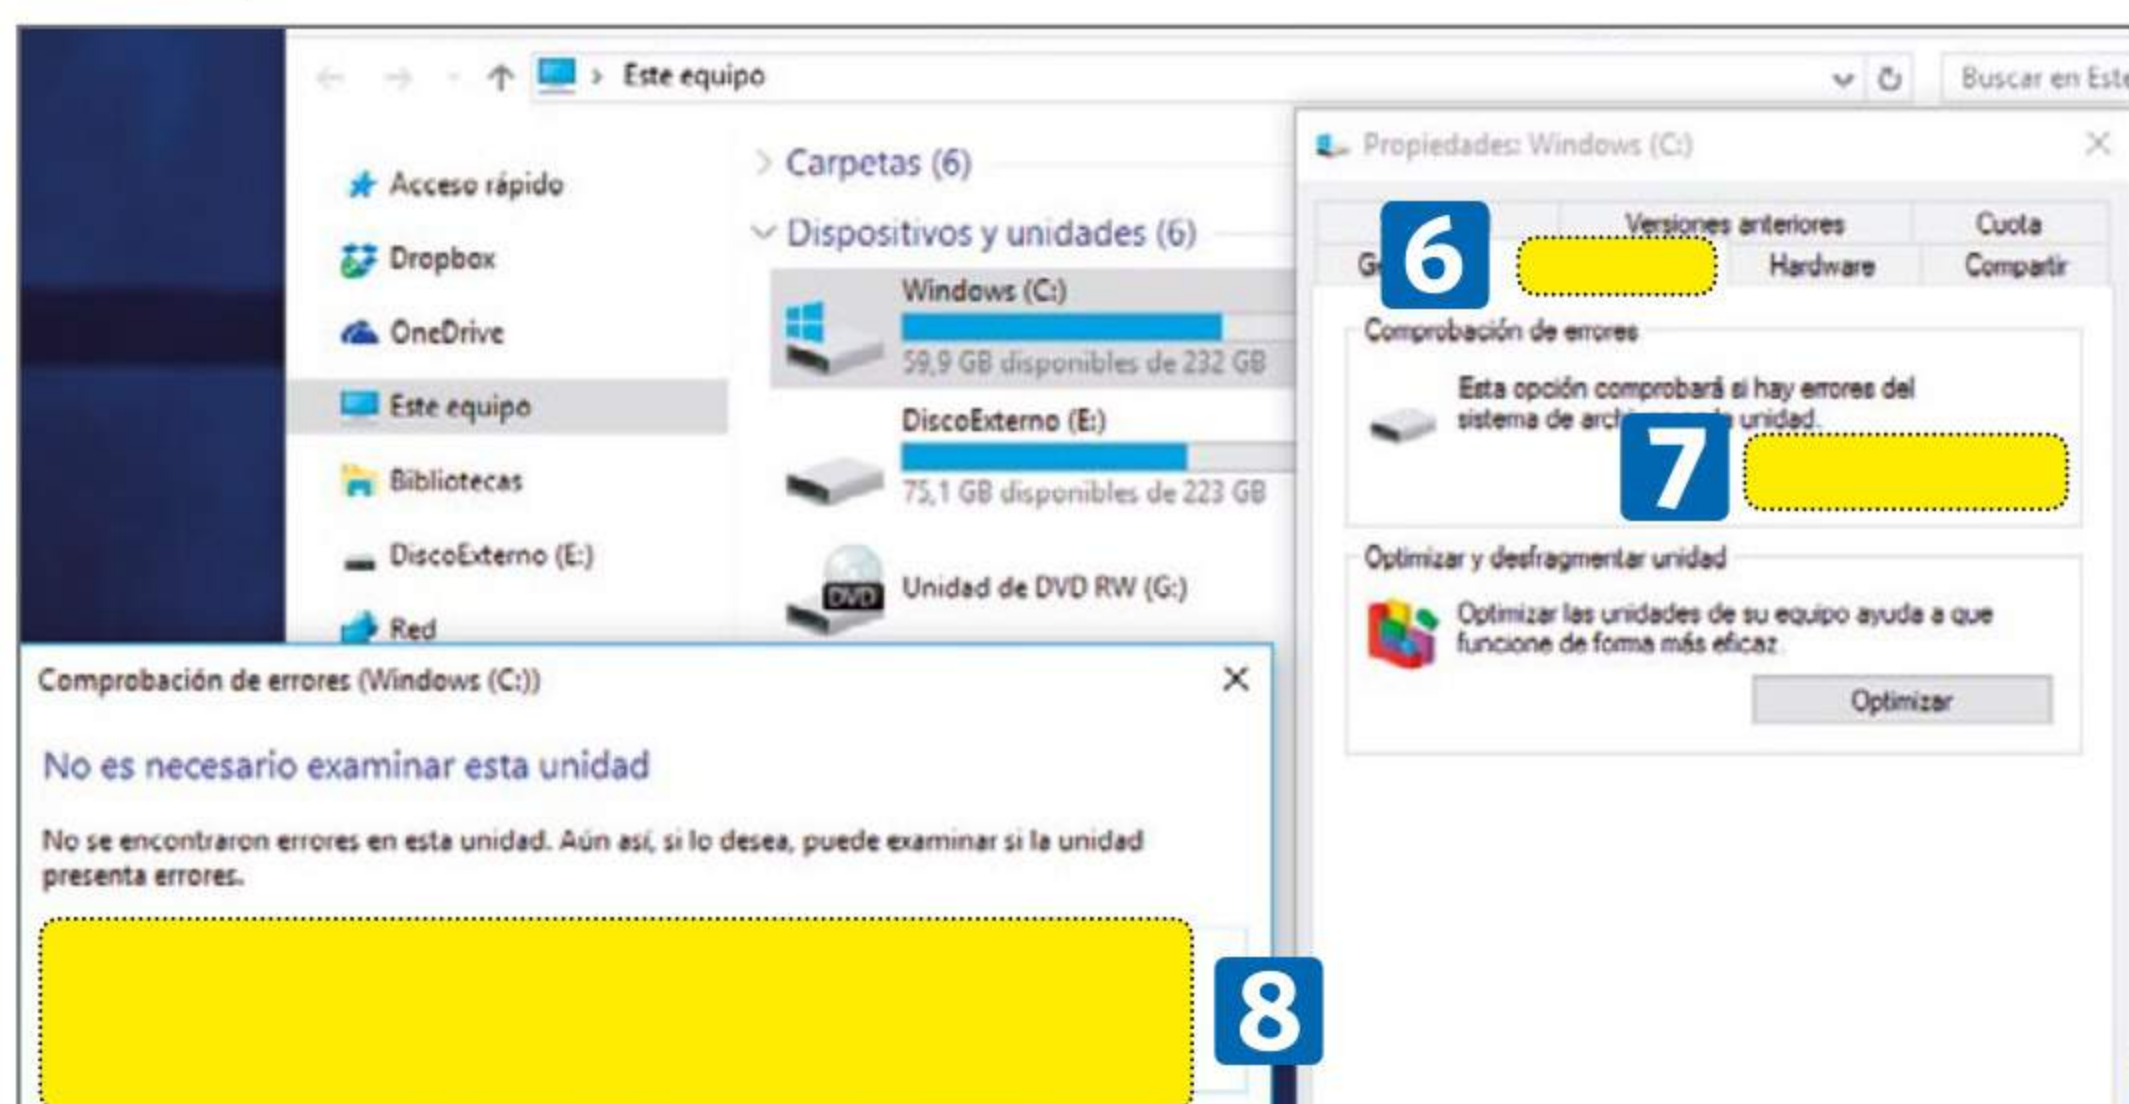 Este equipo
Buscar en Este
Acceso rápido
Dropbox
OneDrive
Este equipo
Bibliotecas
DiscoExterno (E:)
Red
Carpetas (6)
Dispositivos y unidades (6)
Windows (C:)
59,9 GB disponibles de 232 GB
DiscoExterno (E:)
75,1 GB disponibles de 223 GB
DVD
Unidad de DVD RW (G:)
Propiedades: Windows (C:)
Versiones anteriores Cuota
6
Hardware Compartir
Comprobación de errores
Esta opción comprobará si hay errores del
sistema de unidad.
7
Optimizar y desfragmentar unidad
Optimizar las unidades de su equipo ayuda a que
funcione de forma más eficaz.
Optimizar
Comprobación de errores (Windows (C:))
No es necesario examinar esta unidad
No se encontraron errores en esta unidad. Aún así, si lo desea, puede examinar si la unidad
presenta errores.
8